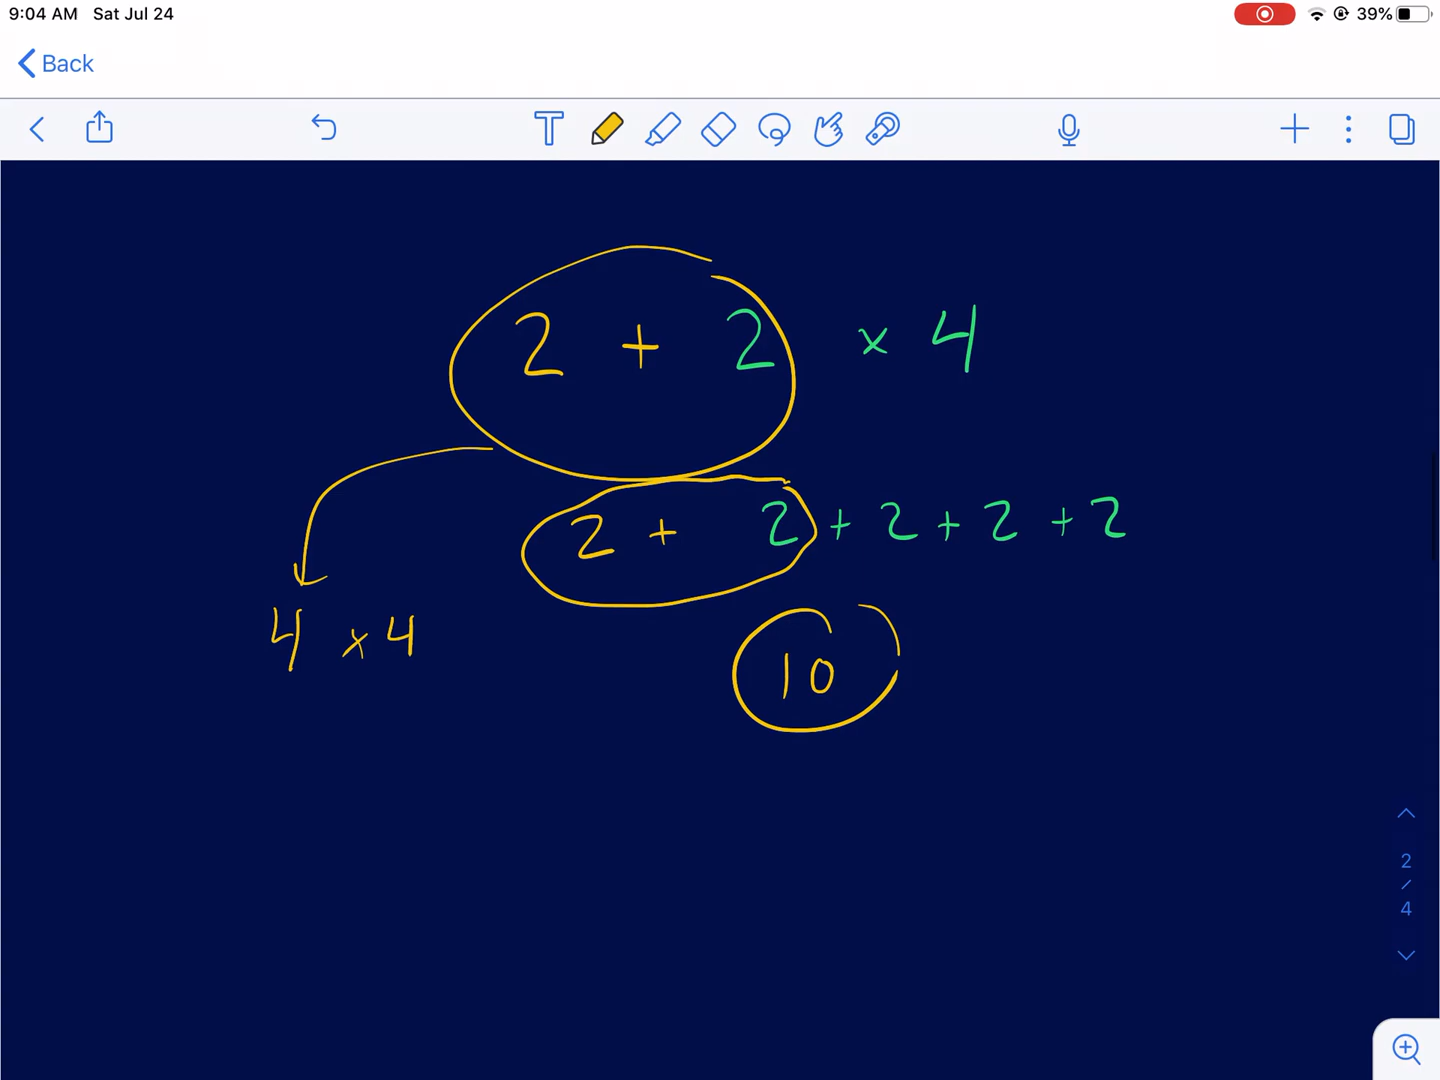 9:04 AM Sat Jul 24 39%
Back
T
2 + 2 × 4
2 + 2 + 2 + 2 + 2
4 × 4
10
2
/
4